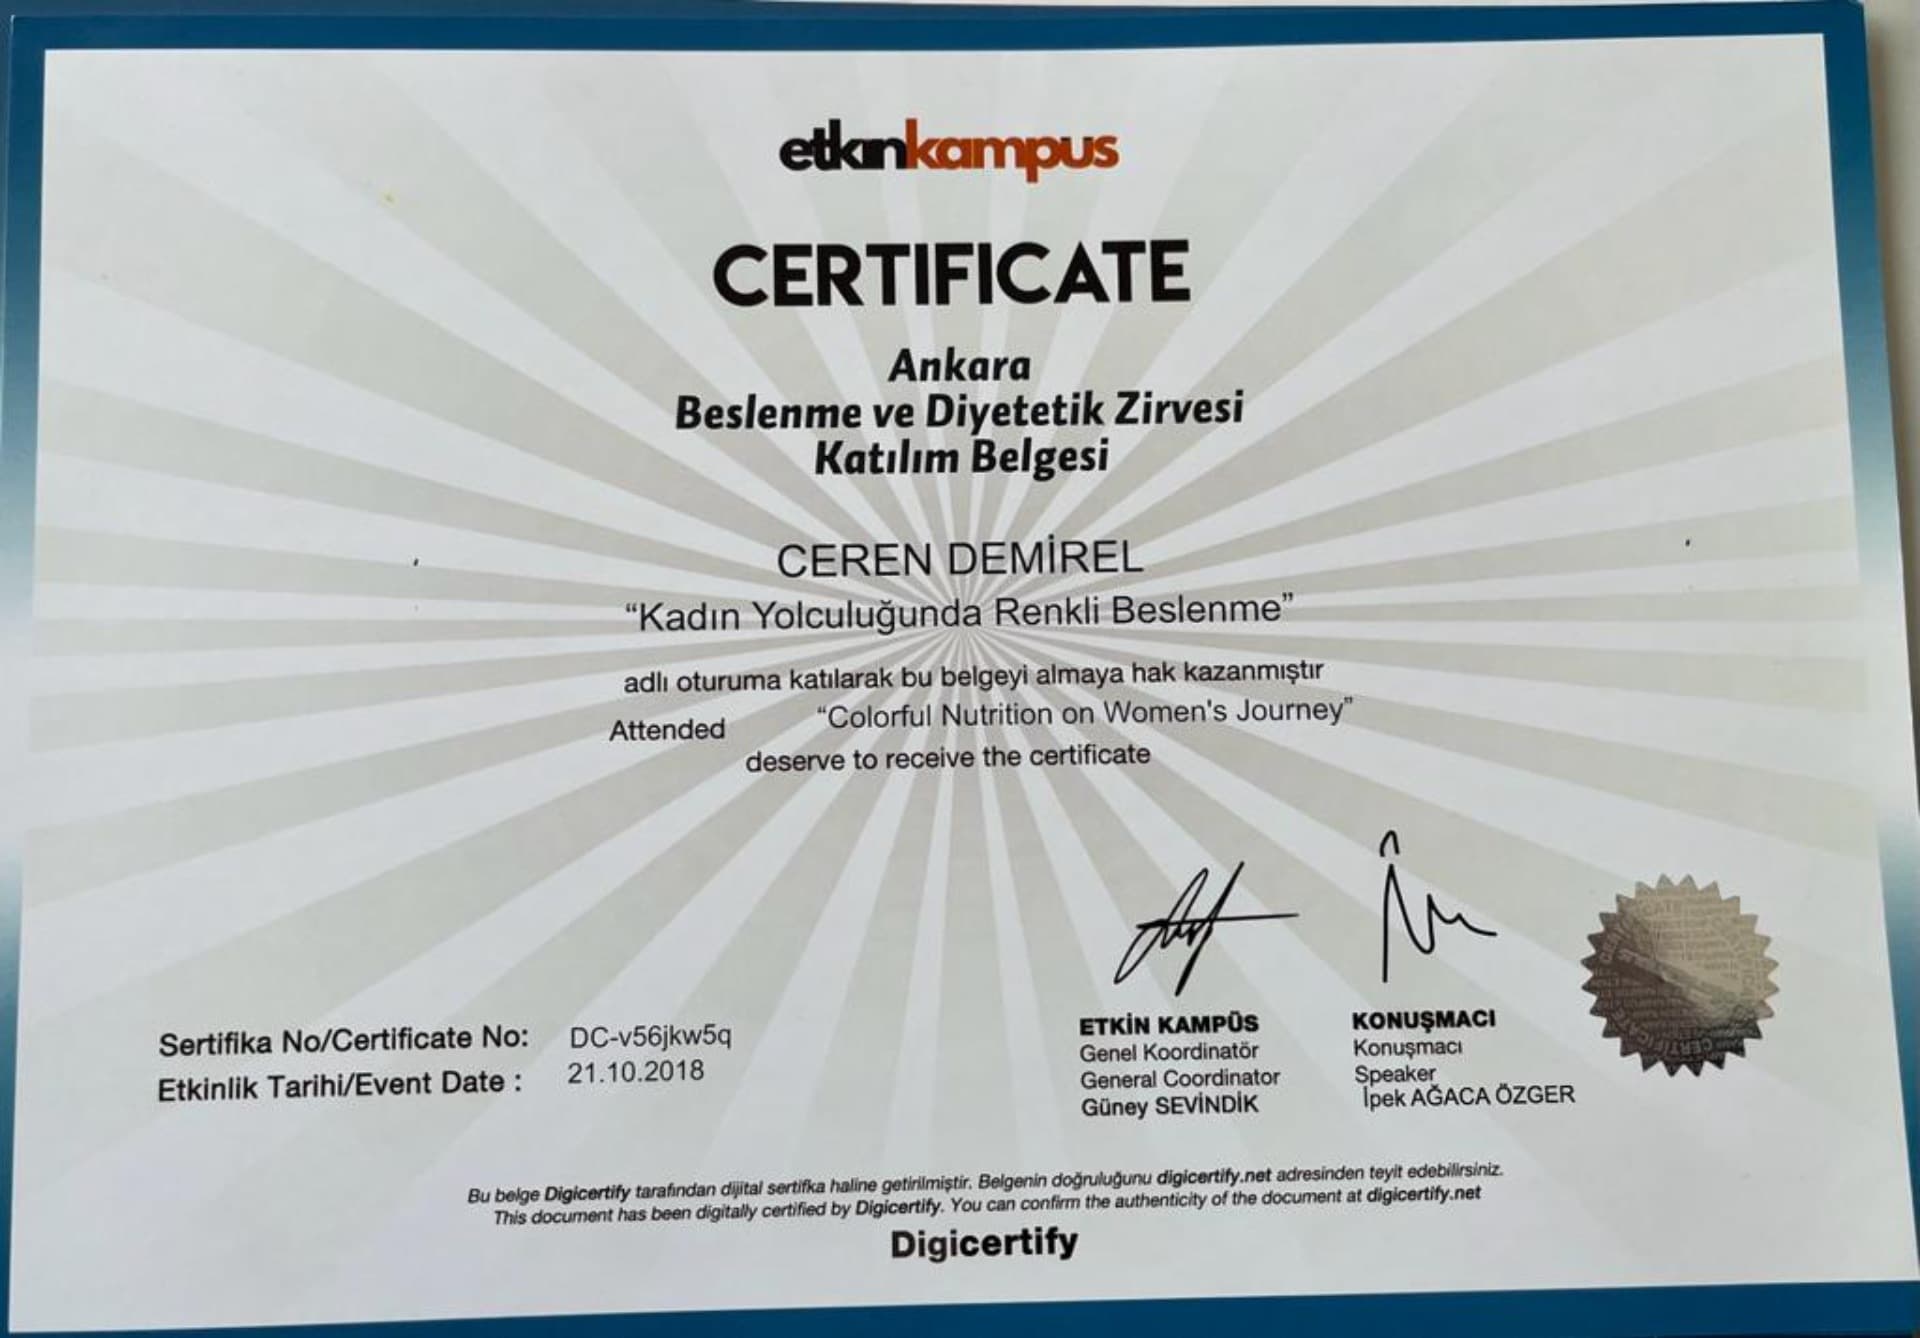 etkinkampus
CERTIFICATE
Ankara
Beslenme ve Diyetetik Zirvesi
Katılım Belgesi
CEREN DEMİREL
“Kadın Yolculuğunda Renkli Beslenme”
adlı oturuma katılarak bu belgeyi almaya hak kazanmıştır
Attended “Colorful Nutrition on Women's Journey”
deserve to receive the certificate
Sertifika No/Certificate No: DC-v56jkw5q
Etkinlik Tarihi/Event Date : 21.10.2018
ETKİN KAMPÜS
Genel Koordinatör
General Coordinator
Güney SEVİNDİK
KONUŞMACI
Konuşmacı
Speaker
İpek AĞACA ÖZGER
Bu belge Digicertify tarafından dijital sertifka haline getirilmiştir. Belgenin doğruluğunu digicertify.net adresinden teyit edebilirsiniz.
This document has been digitally certified by Digicertify. You can confirm the authenticity of the document at digicertify.net
Digicertify